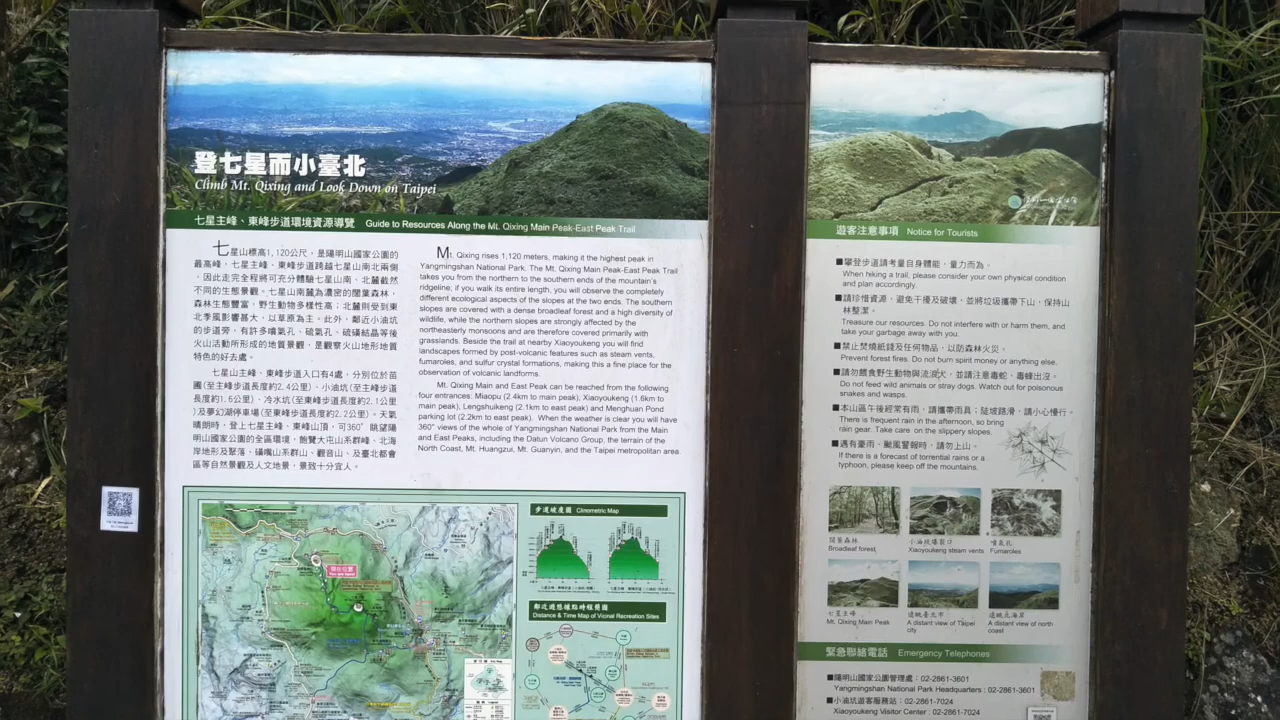 登七星而小臺北
Climb Mt. Qixing and Look Down on Taipei
七星主峰、東峰步道環境資源導覽 Guide to Resources Along the Mt. Qixing Main Peak-East Peak Trail
七星山標高1,120公尺，是陽明山國家公園的
最高峰，七星主峰、東峰步道跨越七星山南北兩側
，因此走完全程將可充分體驗七星山南、北麓截然
不同的生態景觀。七星山南麓為濃密的闊葉森林，
森林生態豐富，野生動物多樣性高；北麓則受到東
北季風影響甚大，以草原為主。此外，鄰近小油坑
的步道旁，有許多噴氣孔、硫氣孔、硫磺結晶等後
火山活動所形成的地質景觀，是觀察火山地形地質
特色的好去處。
七星山主峰、東峰步道入口有4處，分別位於苗
圃(至主峰步道長度約2.4公里)、小油坑(至主峰步道
長度約1.6公里)、冷水坑(至東峰步道長度約2.1公里
)及夢幻湖停車場(至東峰步道長度約2.2公里)。天氣
晴朗時，登上七星主峰、東峰山頂，可360°眺望陽
明山國家公園的全區環境，飽覽大屯山系群峰、北海
岸地形及聚落、磺嘴山系群山、觀音山、及臺北都會
區等自然景觀及人文地景，景致十分宜人。
Mt. Qixing rises 1,120 meters, making it the highest peak in
Yangmingshan National Park. The Mt. Qixing Main Peak-East Peak Trail
takes you from the northern to the southern ends of the mountain's
ridgeline; if you walk its entire length, you will observe the completely
different ecological aspects of the slopes at the two ends. The southern
slopes are covered with a dense broadleaf forest and a high diversity of
wildlife, while the northern slopes are strongly affected by the
northeasterly monsoons and are therefore covered primarily with
grasslands. Beside the trail at nearby Xiaoyoukeng you will find
landscapes formed by post-volcanic features such as steam vents,
fumaroles, and sulfur crystal formations, making this a fine place for the
observation of volcanic landforms.
Mt. Qixing Main and East Peak can be reached from the following
four entrances: Miaopu (2.4km to main peak), Xiaoyoukeng (1.6km to
main peak), Lengshuikeng (2.1km to east peak) and Menghuan Pond
parking lot (2.2km to east peak). When the weather is clear you will have
360° views of the whole of Yangmingshan National Park from the Main
and East Peaks, including the Datun Volcano Group, the terrain of the
North Coast, Mt. Huangzui, Mt. Guanyin, and the Taipei metropolitan area.
現在位置
You are here!
步道坡度圖 Clinometric Map
鄰近遊憩據點時程簡圖
Distance & Time Map of Vicinal Recreation Sites
遊客注意事項 Notice for Tourists
■攀登步道請考量自身體能，量力而為。
When hiking a trail, please consider your own physical condition
and plan accordingly.
■請珍惜資源，避免干擾及破壞，並將垃圾攜帶下山，保持山
林整潔。
Treasure our resources. Do not interfere with or harm them, and
take your garbage away with you.
■禁止焚燒紙錢及任何物品，以防森林火災。
Prevent forest fires. Do not burn spirit money or anything else.
■請勿餵食野生動物與流浪犬，並請注意毒蛇、毒蜂出沒。
Do not feed wild animals or stray dogs. Watch out for poisonous
snakes and wasps.
■本山區午後經常有雨，請攜帶雨具；陡坡路滑，請小心慢行。
There is frequent rain in the afternoon, so bring
rain gear. Take care on the slippery slopes.
■遇有豪雨、颱風警報時，請勿上山。
If there is a forecast of torrential rains or a
typhoon, please keep off the mountains.
闊葉森林
Broadleaf forest
小油坑爆裂口
Xiaoyoukeng steam vents
噴氣孔
Fumaroles
七星主峰
Mt. Qixing Main Peak
遠眺臺北市
A distant view of Taipei
city
遠眺北海岸
A distant view of north
coast
緊急聯絡電話 Emergency Telephones
■陽明山國家公園管理處：02-2861-3601
Yangmingshan National Park Headquarters : 02-2861-3601
■小油坑遊客服務站：02-2861-7024
Xiaoyoukeng Visitor Center : 02-2861-7024